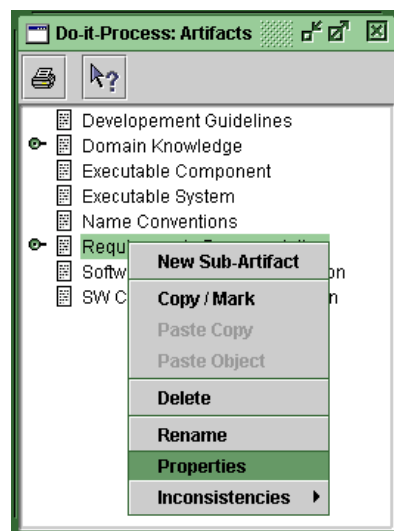 Do-it-Process: Artifacts
?
Developement Guidelines
Domain Knowledge
Executable Component
Executable System
Name Conventions
Requ
Softw on
SW C n
New Sub-Artifact
Copy / Mark
Paste Copy
Paste Object
Delete
Rename
Properties
Inconsistencies